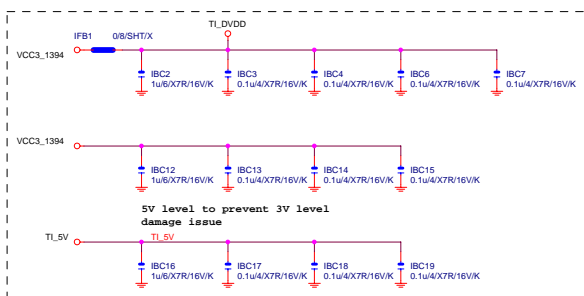 TI_DVDD
IFB1 0/8/SHT/X
VCC3_1394
IBC2 IBC3 IBC4 IBC6 IBC7
1u/6/X7R/16V/K 0.1u/4/X7R/16V/K 0.1u/4/X7R/16V/K 0.1u/4/X7R/16V/K 0.1u/4/X7R/16V/K
VCC3_1394
IBC12 IBC13 IBC14 IBC15
1u/6/X7R/16V/K 0.1u/4/X7R/16V/K 0.1u/4/X7R/16V/K 0.1u/4/X7R/16V/K
5V level to prevent 3V level
damage issue
TI_5V TI_5V
IBC16 IBC17 IBC18 IBC19
1u/6/X7R/16V/K 0.1u/4/X7R/16V/K 0.1u/4/X7R/16V/K 0.1u/4/X7R/16V/K